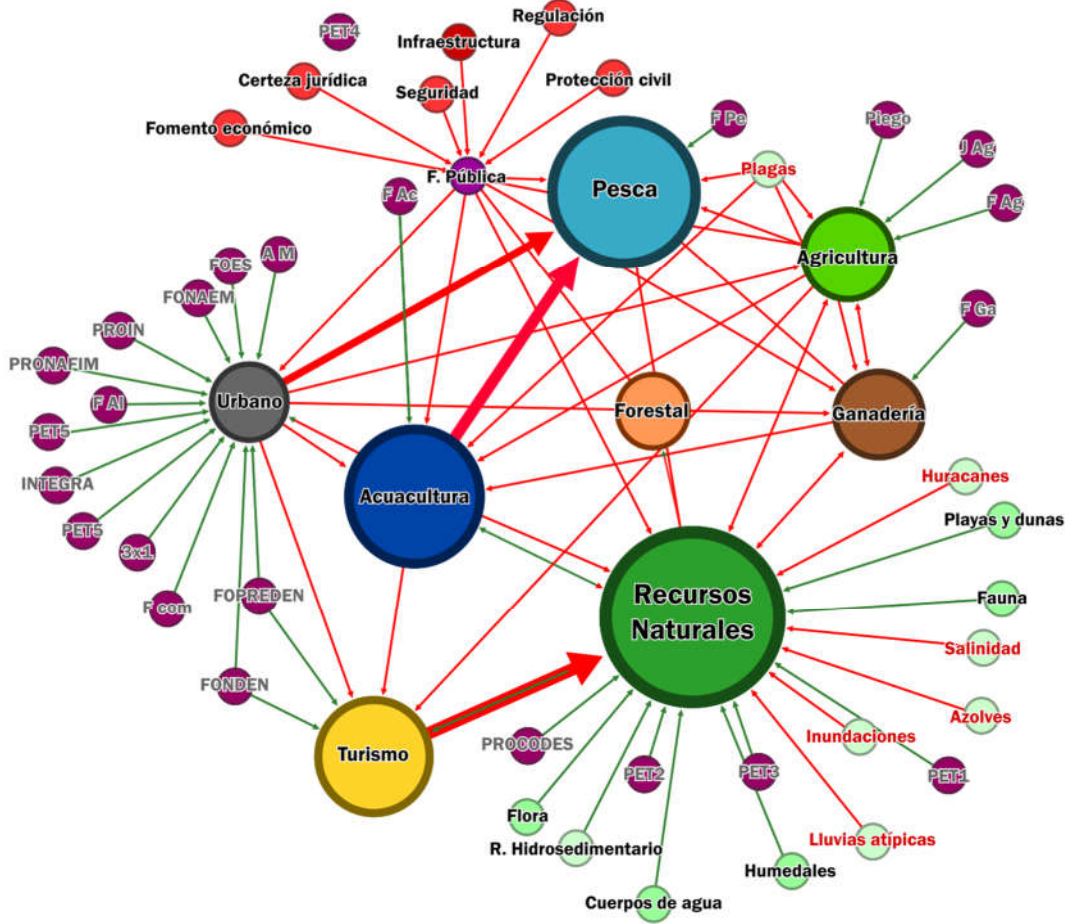 Regulación
PET4
Infraestructura
Certeza jurídica
Seguridad
Protección civil
Fomento económico
F Pe
Piego
J Ag
F. Pública
Plagas
Pesca
F Ac
F Ag
Agricultura
FOES
A M
FONAEM
PROIN
F Ga
PRONAFIM
F AI
Urbano
Forestal
Ganadería
PET5
INTEGRA
Acuacultura
Huracanes
Playas y dunas
PET5
3x1
F com
FOPREDEN
Recursos
Naturales
Fauna
Salinidad
FONDEN
Azolves
Turismo
PROCODES
Inundaciones
PET2
PET3
PET1
Flora
R. Hidrosedimentario
Lluvias atípicas
Humedales
Cuerpos de agua